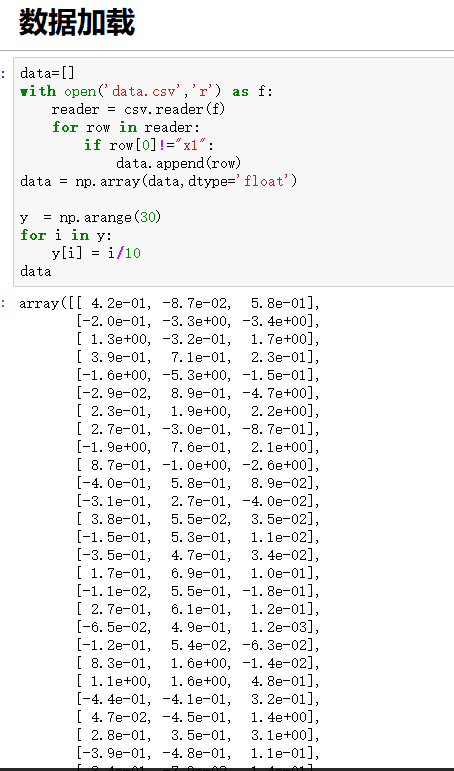 数据加载
: data=[]
with open('data.csv','r') as f:
    reader = csv.reader(f)
    for row in reader:
        if row[0]!="x1":
            data.append(row)
data = np.array(data,dtype='float')
y  = np.arange(30)
for i in y:
    y[i] = i/10
data
: array([[ 4.2e-01, -8.7e-02,  5.8e-01],
       [-2.0e-01, -3.3e+00, -3.4e+00],
       [ 1.3e+00, -3.2e-01,  1.7e+00],
       [ 3.9e-01,  7.1e-01,  2.3e-01],
       [-1.6e+00, -5.3e+00, -1.5e-01],
       [-2.9e-02,  8.9e-01, -4.7e+00],
       [ 2.3e-01,  1.9e+00,  2.2e+00],
       [ 2.7e-01, -3.0e-01, -8.7e-01],
       [-1.9e+00,  7.6e-01,  2.1e+00],
       [ 8.7e-01, -1.0e+00, -2.6e+00],
       [-4.0e-01,  5.8e-01,  8.9e-02],
       [-3.1e-01,  2.7e-01, -4.0e-02],
       [ 3.8e-01,  5.5e-02,  3.5e-02],
       [-1.5e-01,  5.3e-01,  1.1e-02],
       [-3.5e-01,  4.7e-01,  3.4e-02],
       [ 1.7e-01,  6.9e-01,  1.0e-01],
       [-1.1e-02,  5.5e-01, -1.8e-01],
       [ 2.7e-01,  6.1e-01,  1.2e-01],
       [-6.5e-02,  4.9e-01,  1.2e-03],
       [-1.2e-01,  5.4e-02, -6.3e-02],
       [ 8.3e-01,  1.6e+00, -1.4e-02],
       [ 1.1e+00,  1.6e+00,  4.8e-01],
       [-4.4e-01, -4.1e-01,  3.2e-01],
       [ 4.7e-02, -4.5e-01,  1.4e+00],
       [ 2.8e-01,  3.5e-01,  3.1e+00],
       [-3.9e-01, -4.8e-01,  1.1e-01],